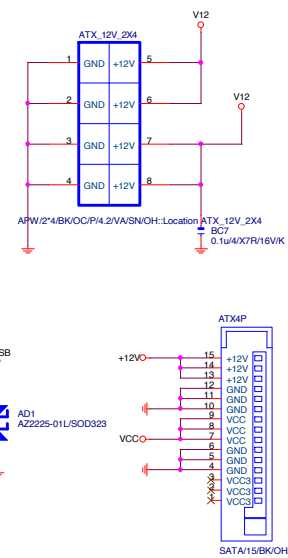 V12
ATX_12V_2X4
1 GND +12V 5
2 GND +12V 6
V12
3 GND +12V 7
4 GND +12V 8
APW/2*4/BK/OC/P/4.2/VA/SN/OH::Location ATX_12V_2X4
BC7
0.1u/4/X7R/16V/K
ATX4P
SB
+12V
15 +12V
14 +12V
13 +12V
12 GND
11 GND
10 GND
9 VCC
VCC
8 VCC
7 VCC
6 GND
5 GND
4 GND
3 VCC3
2 VCC3
1 VCC3
AD1
AZ2225-01L/SOD323
SATA/15/BK/OH